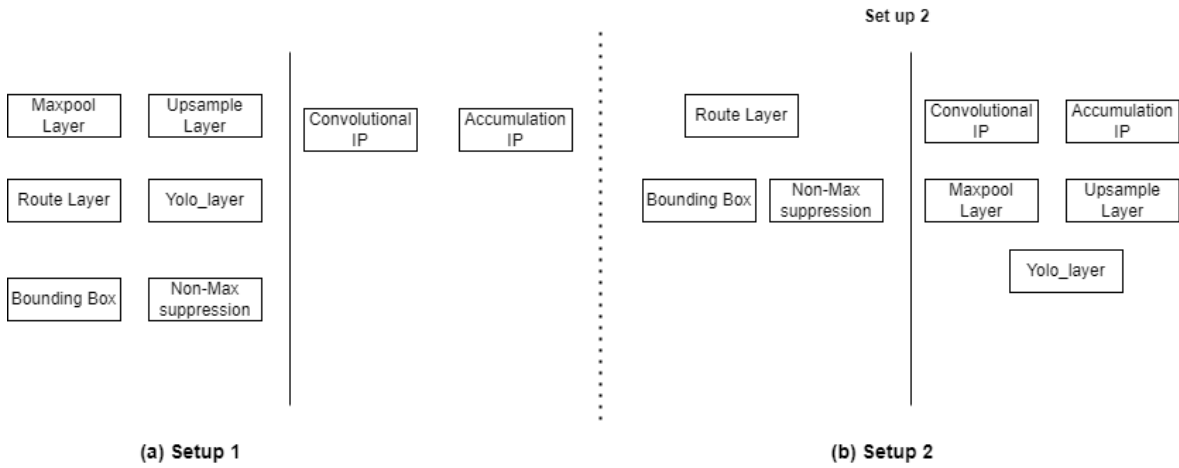 Set up 2
Maxpool
Layer
Upsample
Layer
Convolutional
IP
Accumulation
IP
Route Layer
Yolo_layer
Bounding Box
Non-Max
suppression
Route Layer
Convolutional
IP
Accumulation
IP
Bounding Box
Non-Max
suppression
Maxpool
Layer
Upsample
Layer
Yolo_layer
(a) Setup 1
(b) Setup 2